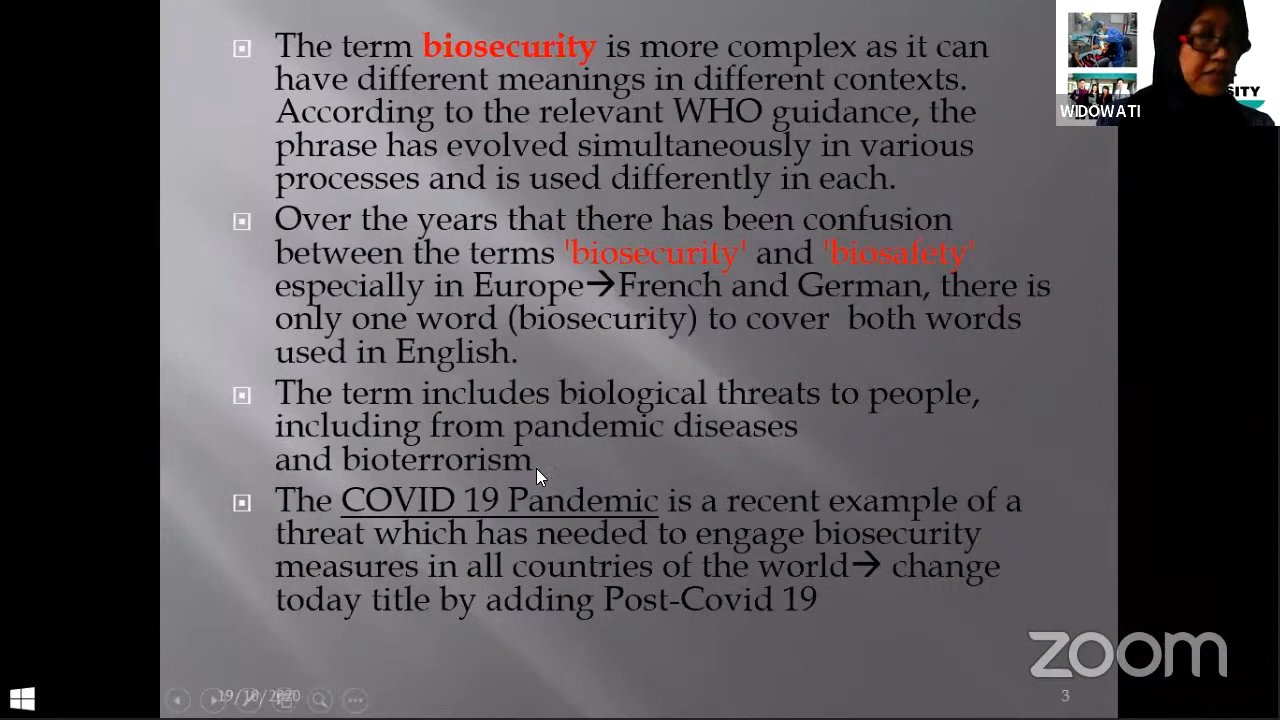 The term biosecurity is more complex as it can
have different meanings in different contexts.
According to the relevant WHO guidance, the
phrase has evolved simultaneously in various
processes and is used differently in each.
Over the years that there has been confusion
between the terms 'biosecurity' and 'biosafety'
especially in Europe→French and German, there is
only one word (biosecurity) to cover both words
used in English.
The term includes biological threats to people,
including from pandemic diseases
and bioterrorism
The COVID 19 Pandemic is a recent example of a
threat which has needed to engage biosecurity
measures in all countries of the world→ change
today title by adding Post-Covid 19
19/10/2020
3
SITY
WIDOWATI
zoom